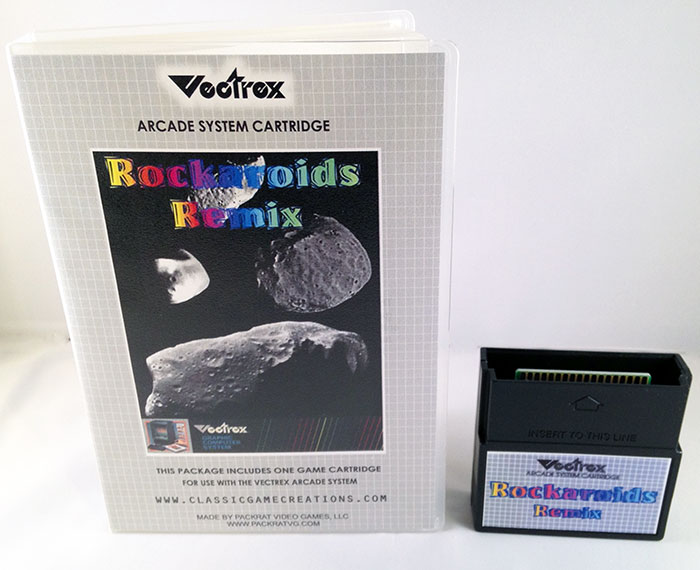 Vectrex
ARCADE SYSTEM CARTRIDGE
Rockaroids
Remix
Vectrex
GRAPHIC
COMPUTER
SYSTEM
THIS PACKAGE INCLUDES ONE GAME CARTRIDGE
FOR USE WITH THE VECTREX ARCADE SYSTEM
WWW.CLASSICGAMECREATIONS.COM
MADE BY PACKRAT VIDEO GAMES, LLC
WWW.PACKRATVG.COM
INSERT TO THIS LINE
Vectrex
ARCADE SYSTEM CARTRIDGE
Rockaroids
Remix